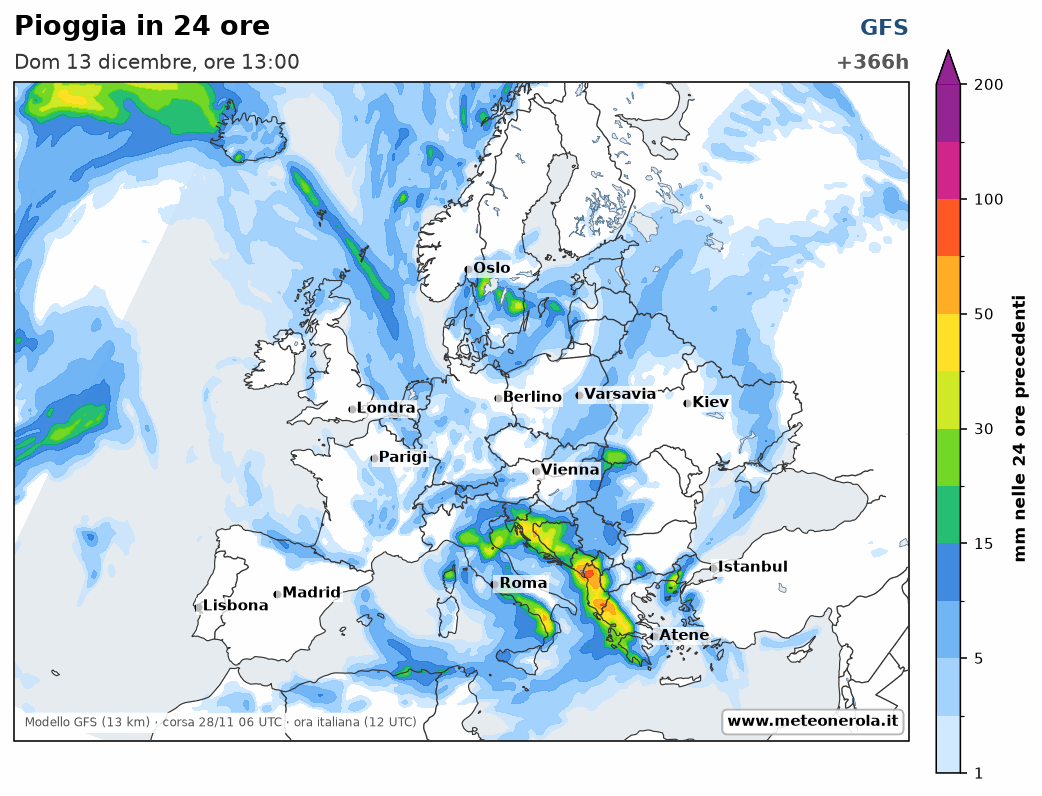 Pioggia in 24 ore
GFS
Dom 13 dicembre, ore 13:00
+366h
200
100
50
30
15
5
1
mm nelle 24 ore precedenti
Oslo
Berlino
Varsavia
Kiev
Londra
Parigi
Vienna
Istanbul
Roma
Madrid
Lisbona
Atene
Modello GFS (13 km) · corsa 28/11 06 UTC · ora italiana (12 UTC)
www.meteonerola.it